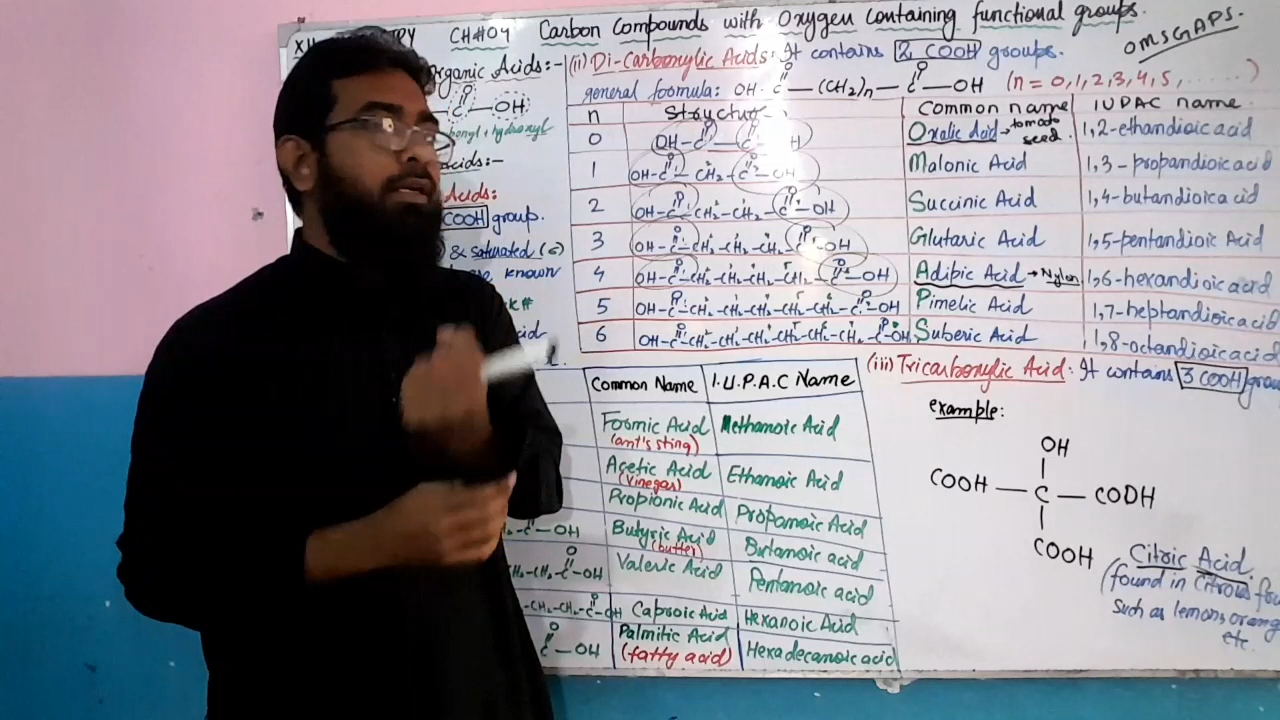 CH#04 Carbon Compounds with Oxygen Containing functional groups.
OMSGAPS.
Organic Acids:-
C — OH
hydroxyl
acids:-
Acids:
COOH group.
& saturated (c)
known
(ii) Di-Carboxylic Acids: It contains 2 COOH groups.
general formula: OH-C — (CH2)n — C — OH (n = 0,1,2,3,4,5,......)
n Structure Common name IUPAC name
0 OH-C-C- H Oxalic Acid → tomato seed. 1,2-ethandioic acid
1 OH-C-CH2-C-OH Malonic Acid 1,3-propandioic acid
2 OH-C-CH2-CH2-C-OH Succinic Acid 1,4-butandioic acid
3 OH-C-CH2-CH2-CH2-C-OH Glutaric Acid 1,5-pentandioic Acid
4 OH-C-CH2-CH2-CH2-CH2-C-OH Adipic Acid → Nylon 1,6-hexandioic acid
5 OH-C-CH2-CH2-CH2-CH2-CH2-C-OH Pimelic Acid 1,7-heptandioic acid
6 OH-C-CH2-CH2-CH2-CH2-CH2-CH2-C-OH Suberic Acid 1,8-octandioic acid
Common Name I.U.P.A.C Name
Formic Acid (ant's sting) Methanoic Acid
Acetic Acid (vinegar) Ethanoic Acid
Propionic Acid Propanoic Acid
C-OH Butyric Acid (butter) Butanoic acid
CH2-CH2-C-OH Valeric Acid Pentanoic acid
-CH2-CH2-C-OH Caproic Acid Hexanoic Acid
C-OH Palmitic Acid (fatty acid) Hexadecanoic acid
(iii) Tricarboxylic Acid: It contains 3 COOH
example:
OH
COOH — C — COOH
COOH
Citric Acid.
(found in Citrous
such as lemons,
etc.